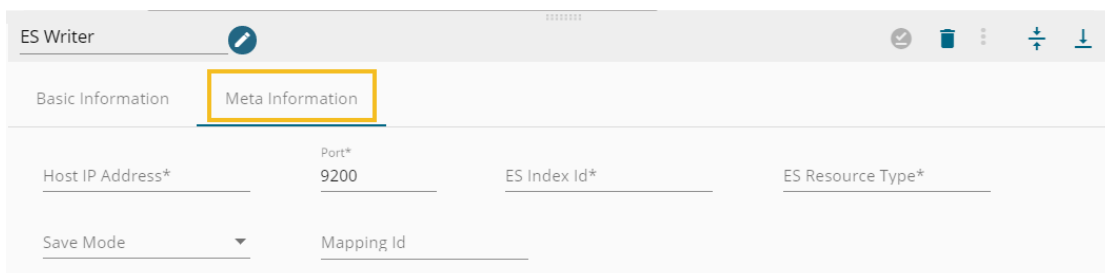 ES Writer
Basic Information Meta Information
Port*
Host IP Address* 9200 ES Index Id* ES Resource Type*
Save Mode Mapping Id